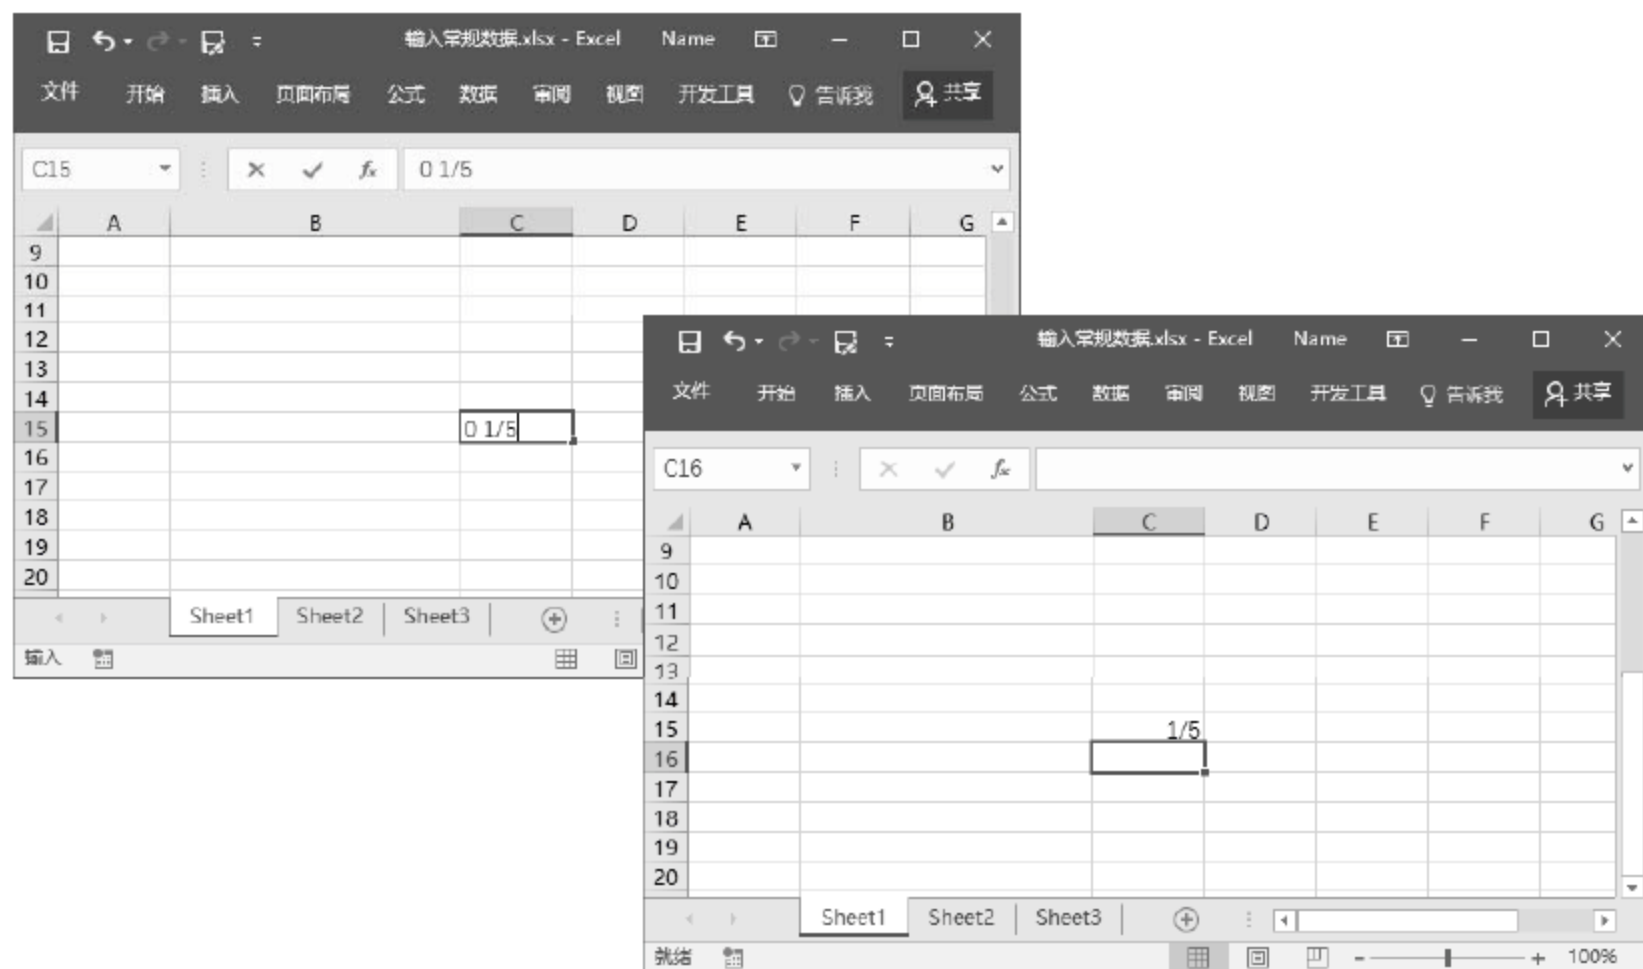 输入常规数据.xlsx - Excel Name
文件 开始 插入 页面布局 公式 数据 审阅 视图 开发工具 告诉我 共享
C15 fx 0 1/5
A B C D E F G
9
10
11
12
13
14
15 0 1/5
16
17
18
19
20
Sheet1 Sheet2 Sheet3
输入
输入常规数据.xlsx - Excel Name
文件 开始 插入 页面布局 公式 数据 审阅 视图 开发工具 告诉我 共享
C16 fx
A B C D E F G
9
10
11
12
13
14
15 1/5
16
17
18
19
20
Sheet1 Sheet2 Sheet3
就绪 100%